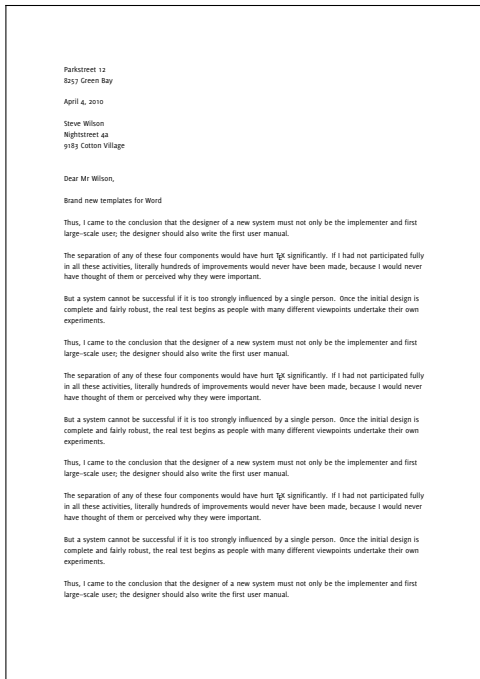 Parkstreet 12
8257 Green Bay
April 4, 2010
Steve Wilson
Nightstreet 4a
9183 Cotton Village
Dear Mr Wilson,
Brand new templates for Word
Thus, I came to the conclusion that the designer of a new system must not only be the implementer and first
large–scale user; the designer should also write the first user manual.
The separation of any of these four components would have hurt TEX significantly. If I had not participated fully
in all these activities, literally hundreds of improvements would never have been made, because I would never
have thought of them or perceived why they were important.
But a system cannot be successful if it is too strongly influenced by a single person. Once the initial design is
complete and fairly robust, the real test begins as people with many different viewpoints undertake their own
experiments.
Thus, I came to the conclusion that the designer of a new system must not only be the implementer and first
large–scale user; the designer should also write the first user manual.
The separation of any of these four components would have hurt TEX significantly. If I had not participated fully
in all these activities, literally hundreds of improvements would never have been made, because I would never
have thought of them or perceived why they were important.
But a system cannot be successful if it is too strongly influenced by a single person. Once the initial design is
complete and fairly robust, the real test begins as people with many different viewpoints undertake their own
experiments.
Thus, I came to the conclusion that the designer of a new system must not only be the implementer and first
large–scale user; the designer should also write the first user manual.
The separation of any of these four components would have hurt TEX significantly. If I had not participated fully
in all these activities, literally hundreds of improvements would never have been made, because I would never
have thought of them or perceived why they were important.
But a system cannot be successful if it is too strongly influenced by a single person. Once the initial design is
complete and fairly robust, the real test begins as people with many different viewpoints undertake their own
experiments.
Thus, I came to the conclusion that the designer of a new system must not only be the implementer and first
large–scale user; the designer should also write the first user manual.